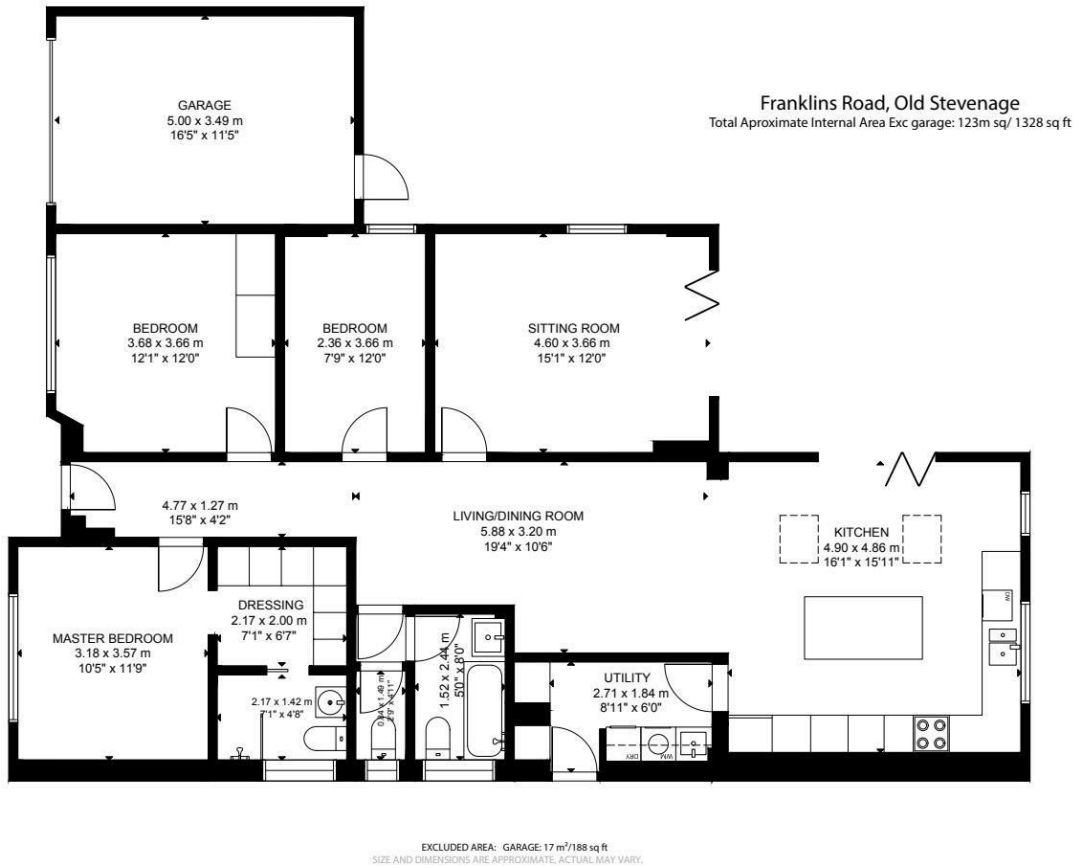 Franklins Road, Old Stevenage
Total Aproximate Internal Area Exc garage: 123m sq/ 1328 sq ft
GARAGE
5.00 x 3.49 m
16'5" x 11'5"
BEDROOM
3.68 x 3.66 m
12'1" x 12'0"
BEDROOM
2.36 x 3.66 m
7'9" x 12'0"
SITTING ROOM
4.60 x 3.66 m
15'1" x 12'0"
4.77 x 1.27 m
15'8" x 4'2"
LIVING/DINING ROOM
5.88 x 3.20 m
19'4" x 10'6"
KITCHEN
4.90 x 4.86 m
16'1" x 15'11"
DW
MASTER BEDROOM
3.18 x 3.57 m
10'5" x 11'9"
DRESSING
2.17 x 2.00 m
7'1" x 6'7"
2.17 x 1.42 m
7'1" x 4'8"
x 1.49 m
x 4'11"
1.52 x 2.44 m
5'0" x 8'0"
UTILITY
2.71 x 1.84 m
8'11" x 6'0"
DRY
WM
EXCLUDED AREA: GARAGE: 17 m²/188 sq ft
SIZE AND DIMENSIONS ARE APPROXIMATE, ACTUAL MAY VARY.